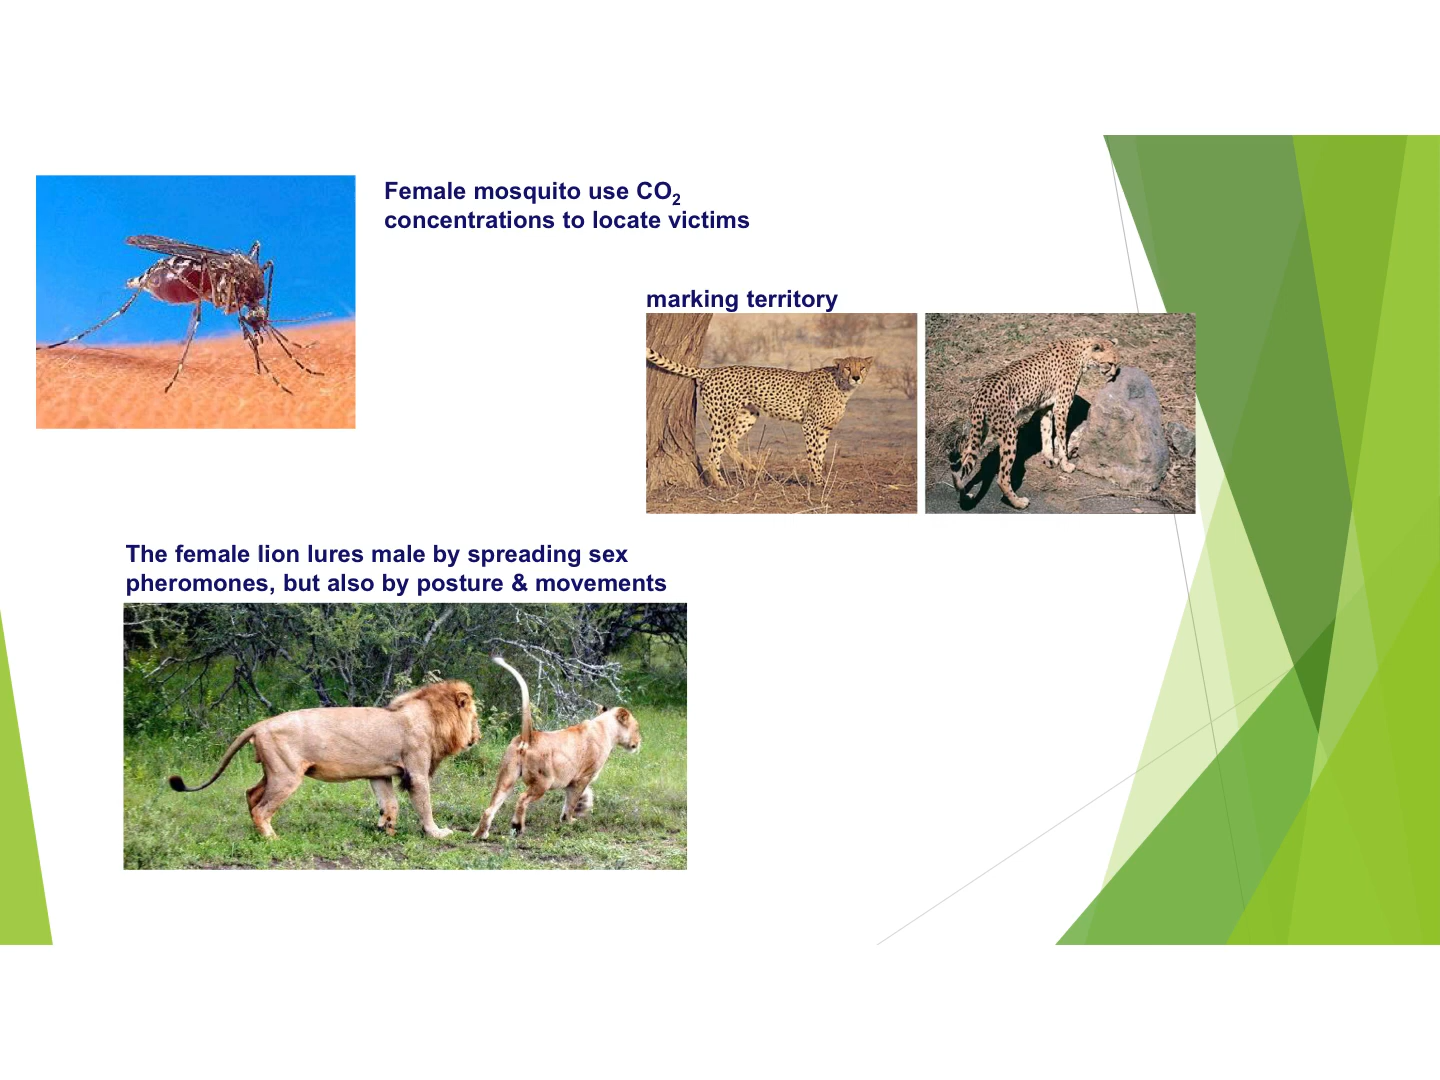 Female mosquito use CO₂
concentrations to locate victims
marking territory
The female lion lures male by spreading sex
pheromones, but also by posture & movements